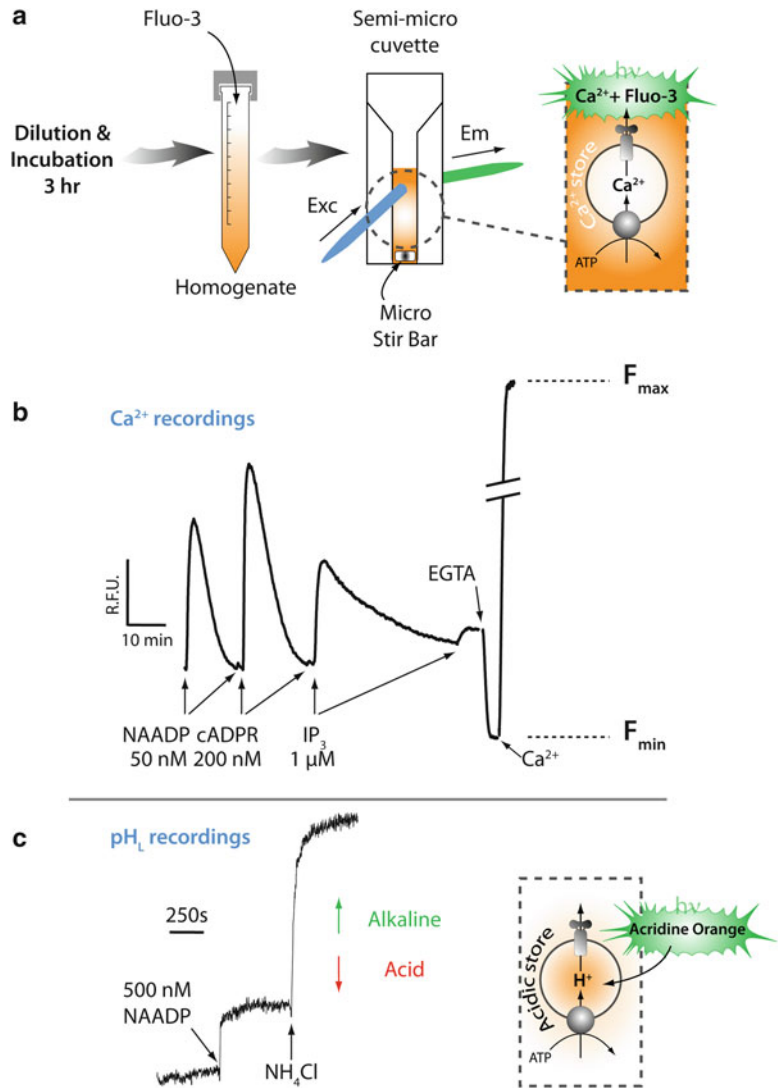 a
Fluo-3
Semi-micro
cuvette
Dilution &
Incubation
3 hr
Homogenate
Exc
Em
Micro
Stir Bar
hν
Ca²⁺+ Fluo-3
Ca²⁺ store
Ca²⁺
ATP
b
Ca²⁺ recordings
Fmax
R.F.U.
10 min
EGTA
NAADP cADPR IP₃
50 nM 200 nM 1 µM
Ca²⁺
Fmin
c
pH_L recordings
250s
Alkaline
Acid
500 nM
NAADP
NH₄Cl
hν
Acridine Orange
Acidic store
H⁺
ATP